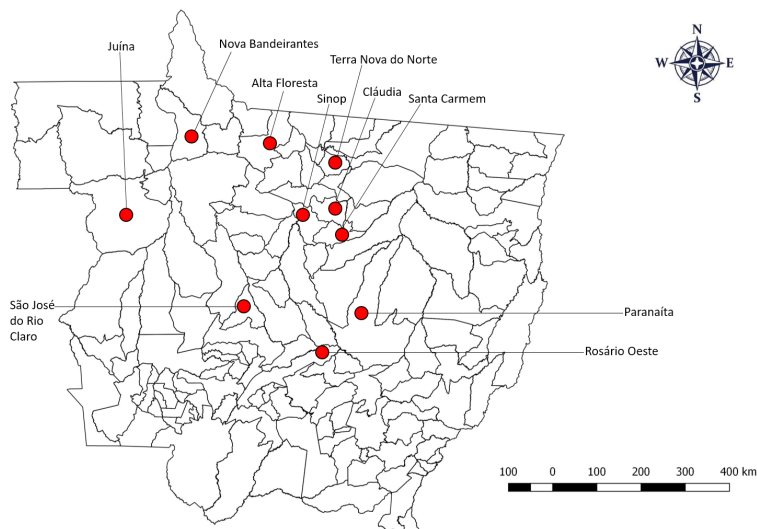 Juína
Nova Bandeirantes
Terra Nova do Norte
Alta Floresta
Sinop
Cláudia
Santa Carmem
N
W
E
S
São José
do Rio
Claro
Paranaíta
Rosário Oeste
100 0 100 200 300 400 km